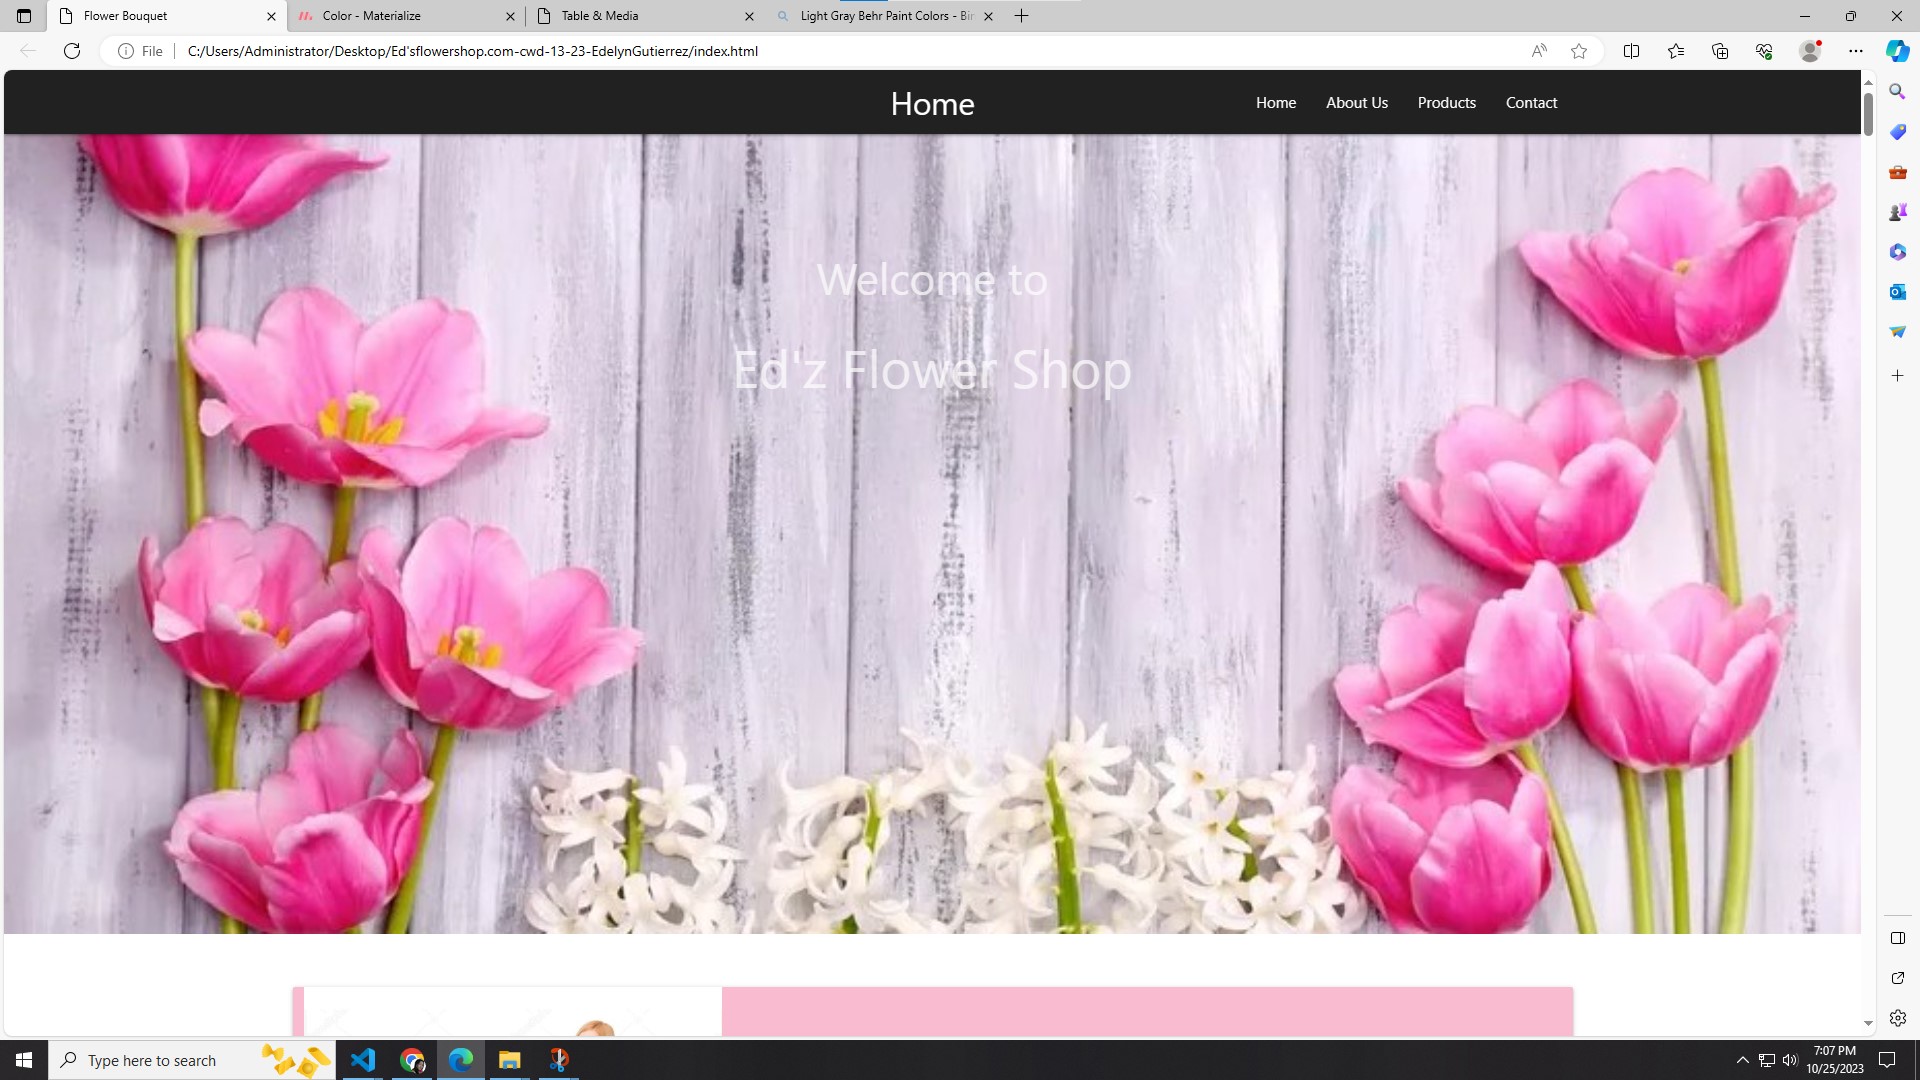 Flower Bouquet
Color - Materialize
Table & Media
Light Gray Behr Paint Colors - Bin
File
C:/Users/Administrator/Desktop/Ed'sflowershop.com-cwd-13-23-EdelynGutierrez/index.html
Home
Home
About Us
Products
Contact
Welcome to
Ed'z Flower Shop
Type here to search
7:07 PM
10/25/2023